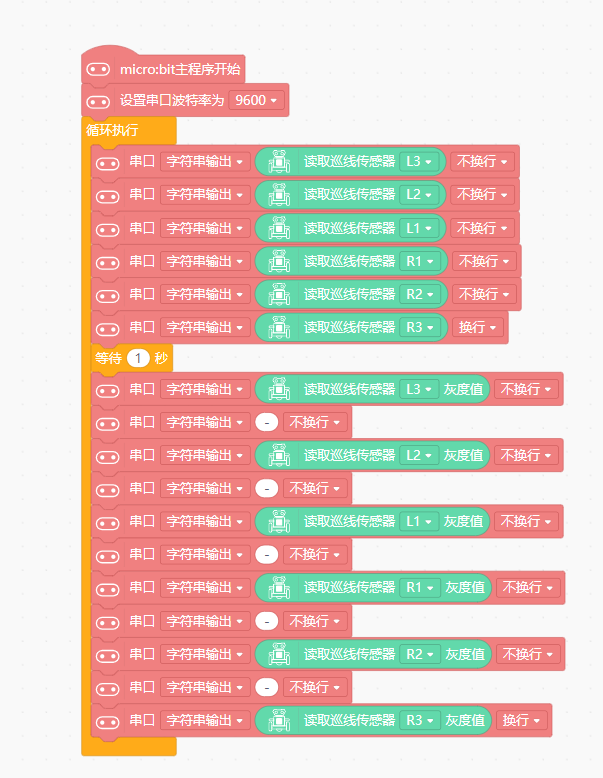 micro:bit主程序开始
设置串口波特率为 9600
循环执行
串口 字符串输出 读取巡线传感器 L3 不换行
串口 字符串输出 读取巡线传感器 L2 不换行
串口 字符串输出 读取巡线传感器 L1 不换行
串口 字符串输出 读取巡线传感器 R1 不换行
串口 字符串输出 读取巡线传感器 R2 不换行
串口 字符串输出 读取巡线传感器 R3 换行
等待 1 秒
串口 字符串输出 读取巡线传感器 L3 灰度值 不换行
串口 字符串输出 - 不换行
串口 字符串输出 读取巡线传感器 L2 灰度值 不换行
串口 字符串输出 - 不换行
串口 字符串输出 读取巡线传感器 L1 灰度值 不换行
串口 字符串输出 - 不换行
串口 字符串输出 读取巡线传感器 R1 灰度值 不换行
串口 字符串输出 - 不换行
串口 字符串输出 读取巡线传感器 R2 灰度值 不换行
串口 字符串输出 - 不换行
串口 字符串输出 读取巡线传感器 R3 灰度值 换行